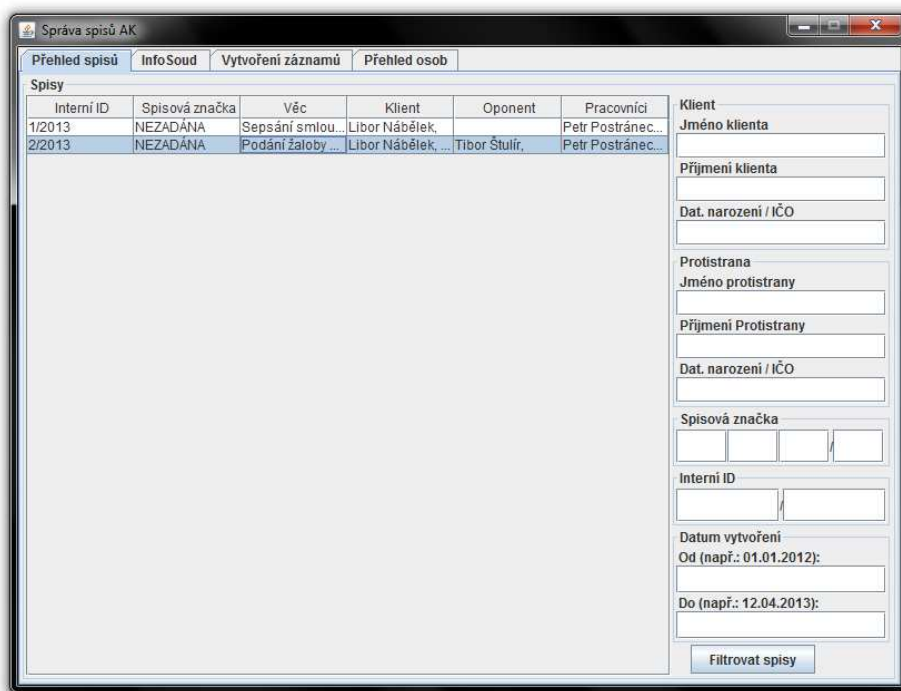 Správa spisů AK
Přehled spisů InfoSoud Vytvoření záznamů Přehled osob
Spisy
Interní ID Spisová značka Věc Klient Oponent Pracovníci
1/2013 NEZADÁNA Sepsání smlou... Libor Nábělek, Petr Postránec...
2/2013 NEZADÁNA Podání žaloby ... Libor Nábělek, ... Tibor Štulír, Petr Postránec...
Klient
Jméno klienta
Příjmení klienta
Dat. narození / IČO
Protistrana
Jméno protistrany
Příjmení Protistrany
Dat. narození / IČO
Spisová značka
/
Interní ID
/
Datum vytvoření
Od (např.: 01.01.2012):
Do (např.: 12.04.2013):
Filtrovat spisy